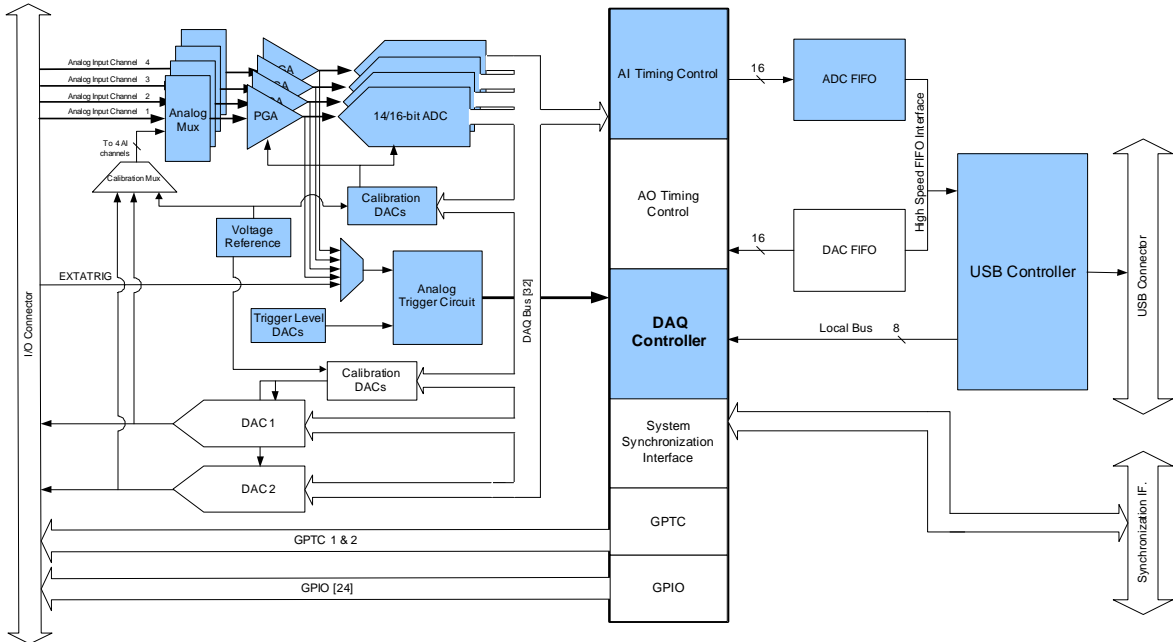 Analog Input Channel 4
Analog Input Channel 3
Analog Input Channel 2
Analog Input Channel 1
Analog
Mux
PGA
14/16-bit ADC
To 4 AI
channels
Calibration Mux
Calibration
DACs
Voltage
Reference
EXTATRIG
Analog
Trigger Circuit
Trigger Level
DACs
Calibration
DACs
DAC 1
DAC 2
DAQ Bus [32]
I/O Connector
GPTC 1 & 2
GPIO [24]
AI Timing Control
AO Timing
Control
DAQ
Controller
System
Synchronization
Interface
GPTC
GPIO
16
ADC FIFO
16
DAC FIFO
High Speed FIFO Interface
Local Bus 8
USB Controller
USB Connector
Synchronization IF.